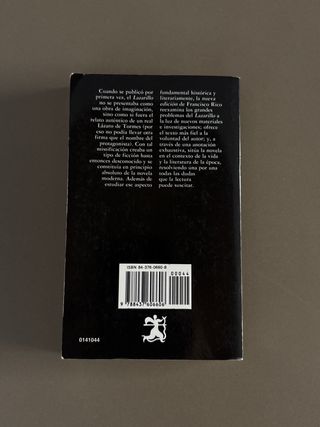 Cuando se publicó por
primera vez, el Lazarillo
no se presentaba como
una obra de imaginación,
sino como si fuera el
relato auténtico de un real
Lázaro de Tormes (por
eso no podía llevar otra
firma que el nombre del
protagonista). Con tal
mistificación creaba un
tipo de ficción hasta
entonces desconocido y se
constituía en principio
absoluto de la novela
moderna. Además de
estudiar ese aspecto
fundamental histórica y
literariamente, la nueva
edición de Francisco Rico
reexamina los grandes
problemas del Lazarillo a
la luz de nuevos materiales
e investigaciones; ofrece
el texto más fiel a la
voluntad del autor; y, a
través de una anotación
exhaustiva, sitúa la novela
en el contexto de la vida
y la literatura de la época,
resolviendo una por una
todas las dudas
que la lectura
puede suscitar.
ISBN 84-376-0660-8
00044
9 788437 606606
0141044